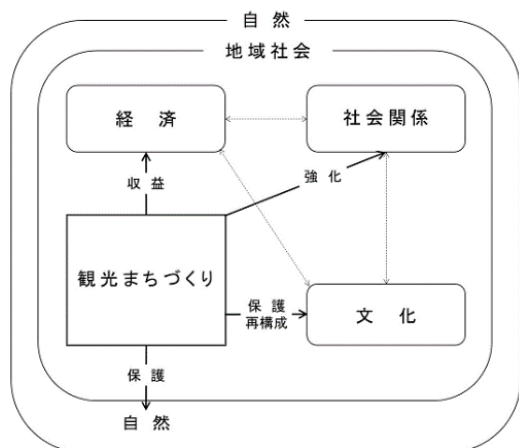 自然
地域社会
経済
社会関係
収益
強化
観光まちづくり
保護
再構成
文化
保護
自然